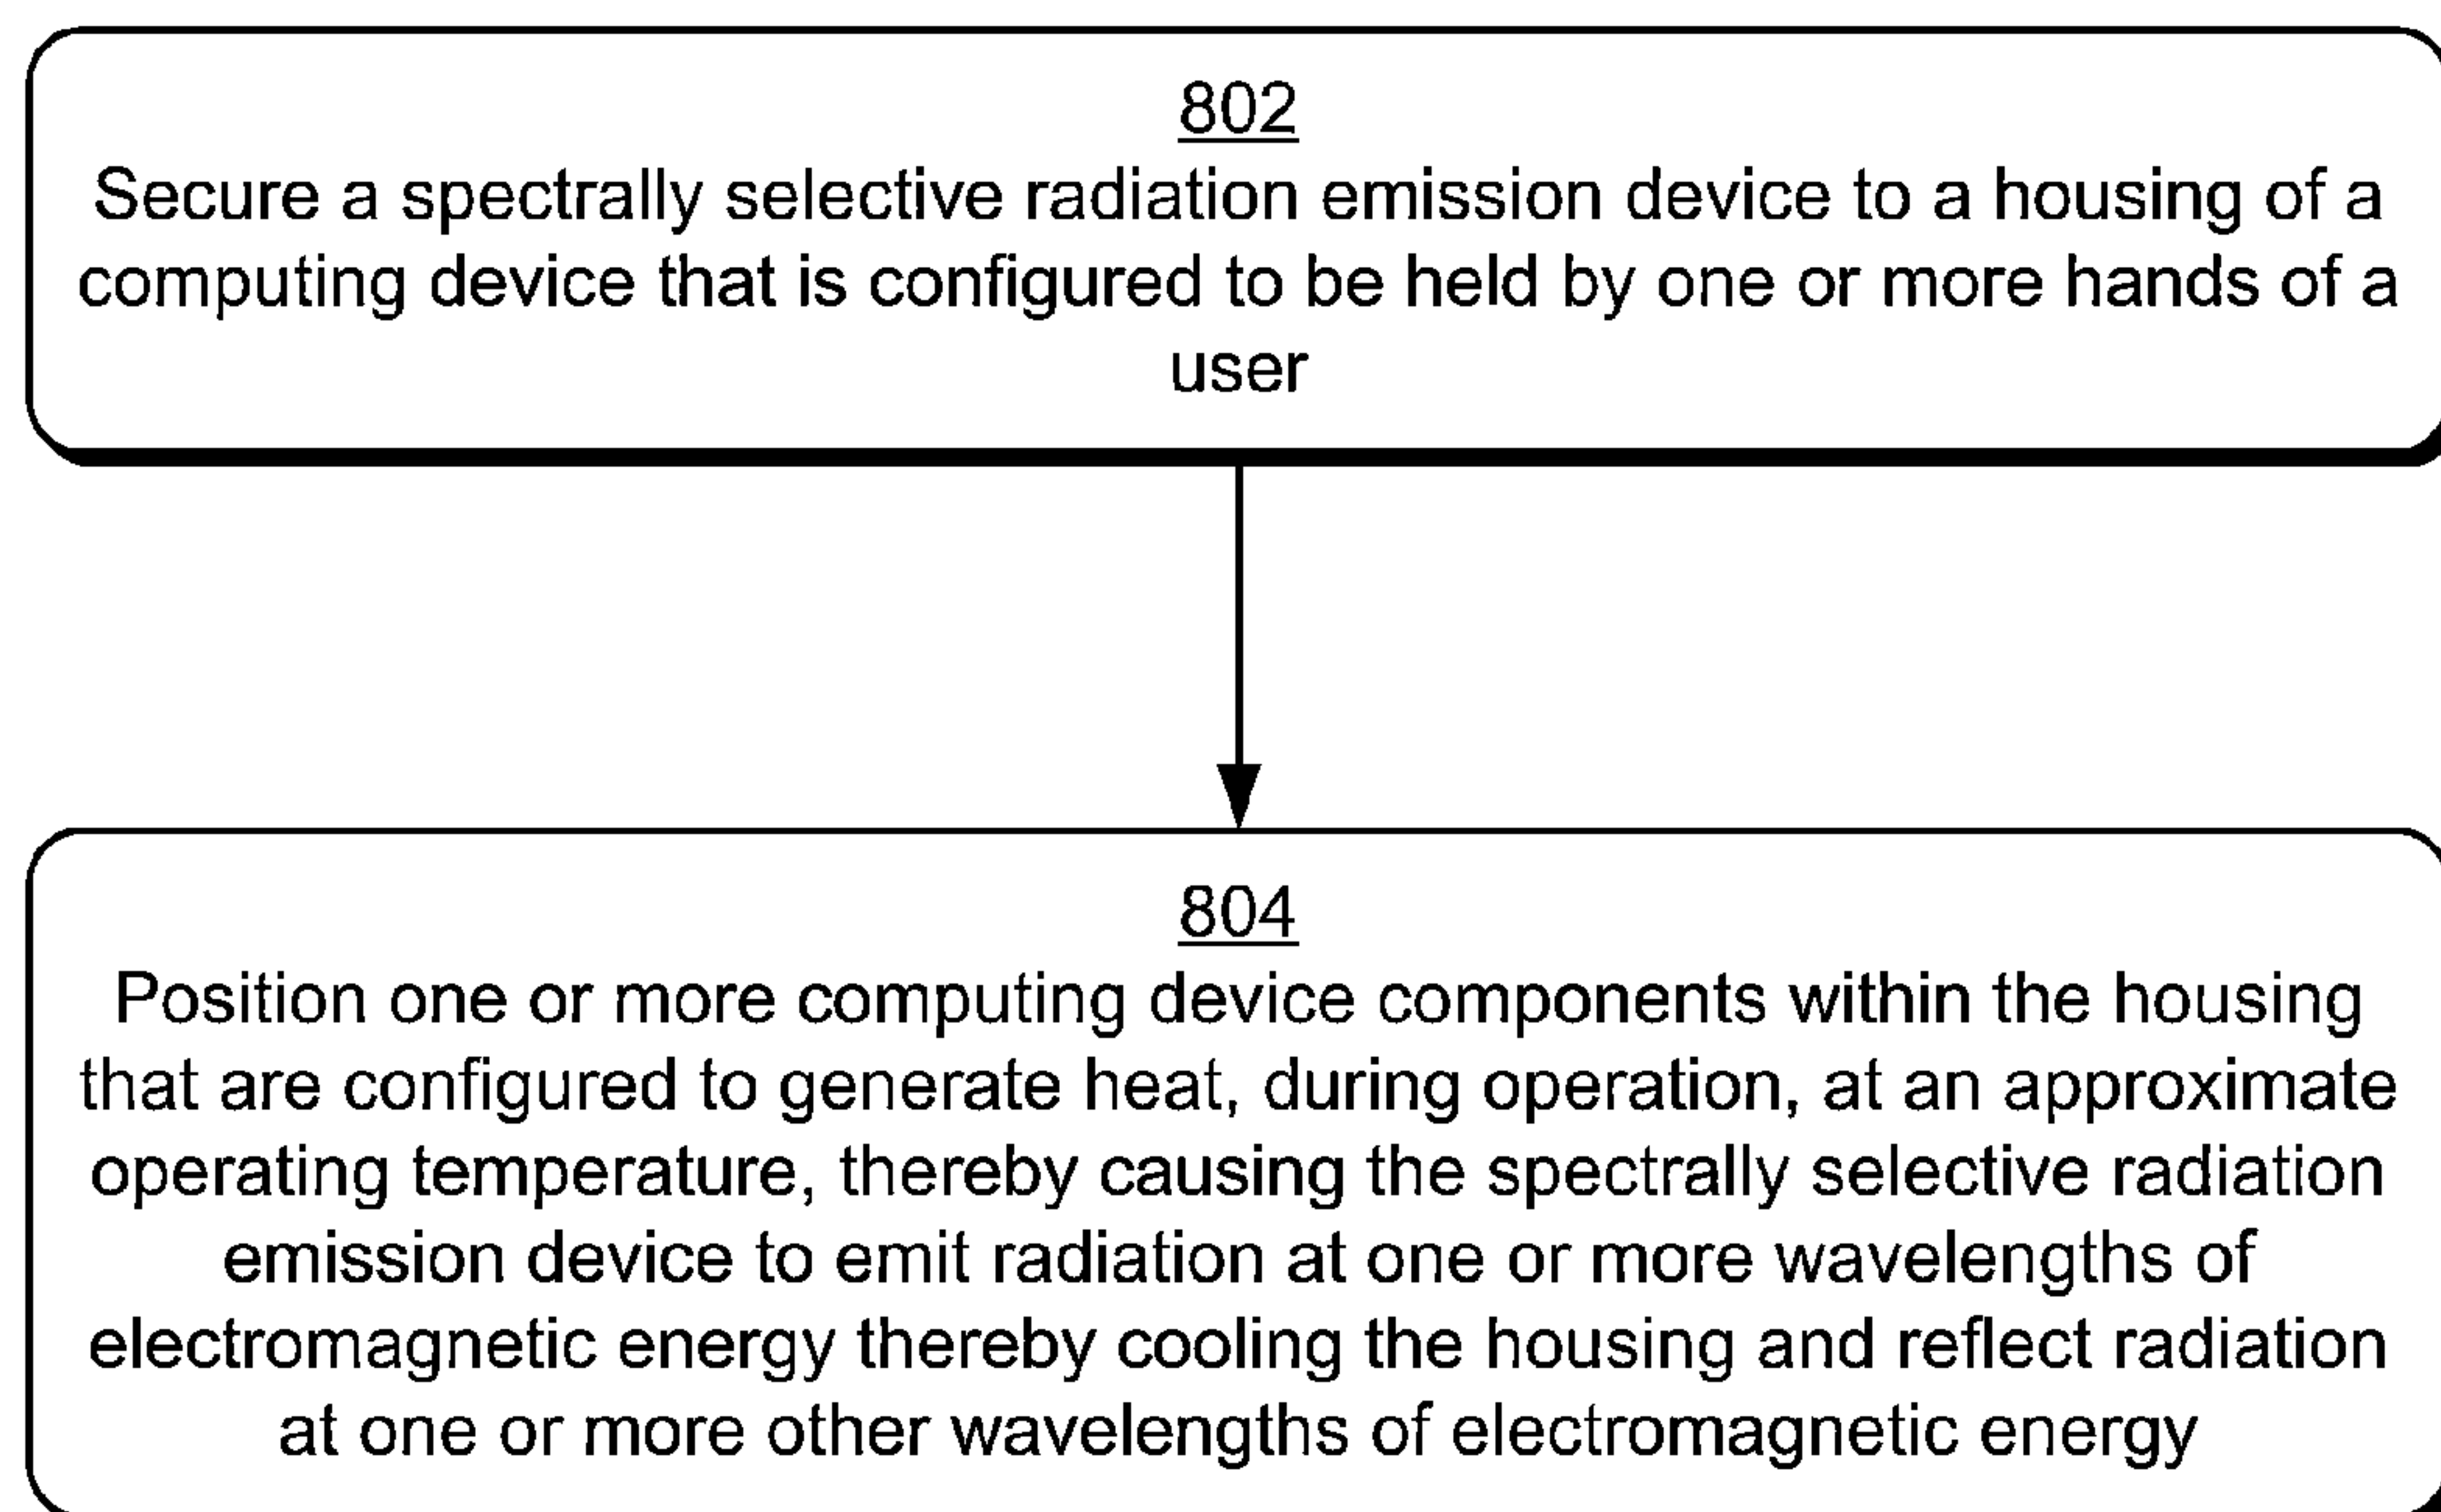 802
Secure a spectrally selective radiation emission device to a housing of a
computing device that is configured to be held by one or more hands of a
user
804
Position one or more computing device components within the housing
that are configured to generate heat, during operation, at an approximate
operating temperature, thereby causing the spectrally selective radiation
emission device to emit radiation at one or more wavelengths of
electromagnetic energy thereby cooling the housing and reflect radiation
at one or more other wavelengths of electromagnetic energy